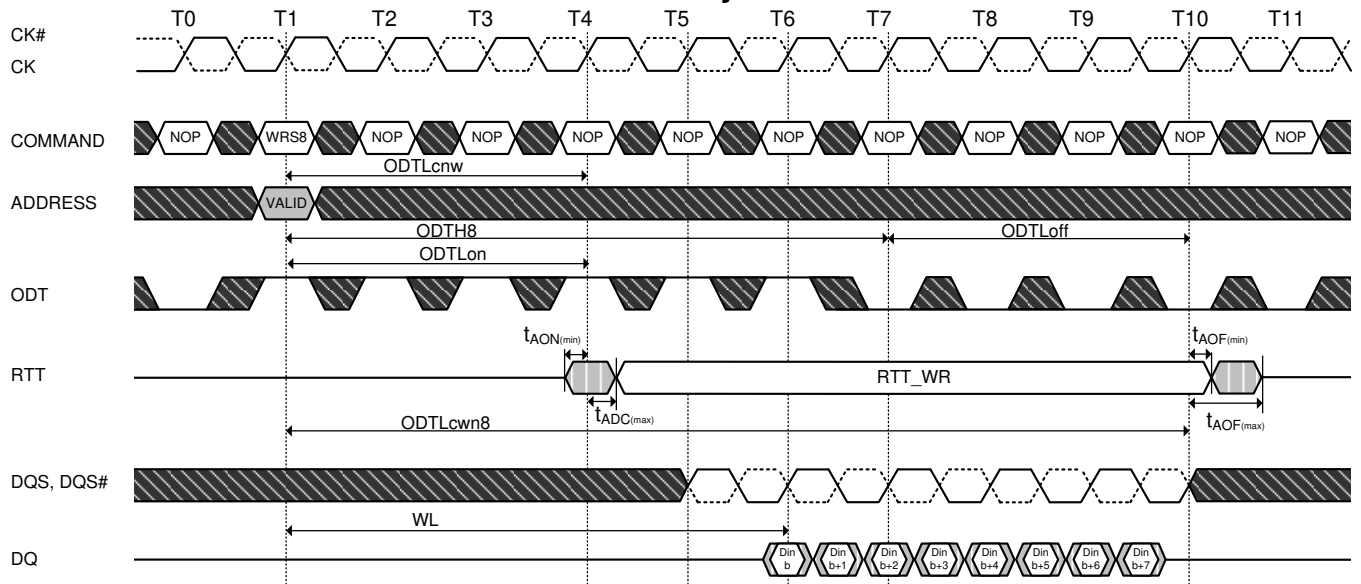 T0 T1 T2 T3 T4 T5 T6 T7 T8 T9 T10 T11
CK#
CK
COMMAND NOP WRS8 NOP NOP NOP NOP NOP NOP NOP NOP NOP NOP
ODTLcnw
ADDRESS VALID
ODTH8 ODTLoff
ODTLon
ODT
tAON(min) tAOF(min)
RTT RTT_WR
tADC(max) tAOF(max)
ODTLcwn8
DQS, DQS#
WL
DQ Din b Din b+1 Din b+2 Din b+3 Din b+4 Din b+5 Din b+6 Din b+7